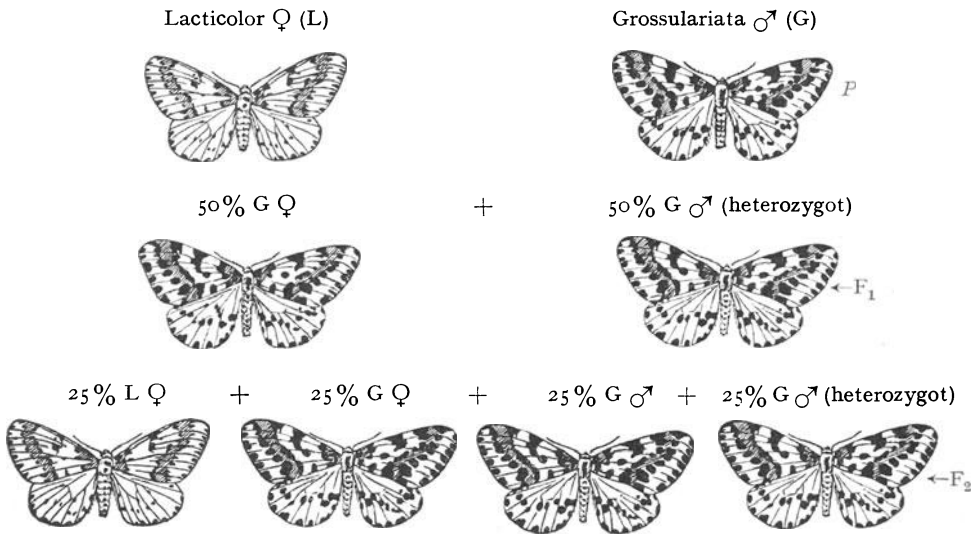 Lacticolor ♀ (L) Grossulariata ♂ (G)
P
50% G ♀ + 50% G ♂ (heterozygot)
←F₁
25% L ♀ + 25% G ♀ + 25% G ♂ + 25% G ♂ (heterozygot)
←F₂